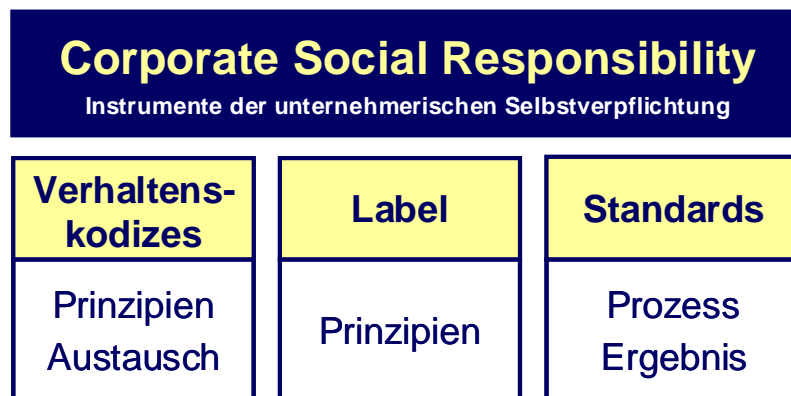 Corporate Social Responsibility
Instrumente der unternehmerischen Selbstverpflichtung
Verhaltens-
kodizes
Prinzipien
Austausch
Label
Prinzipien
Standards
Prozess
Ergebnis